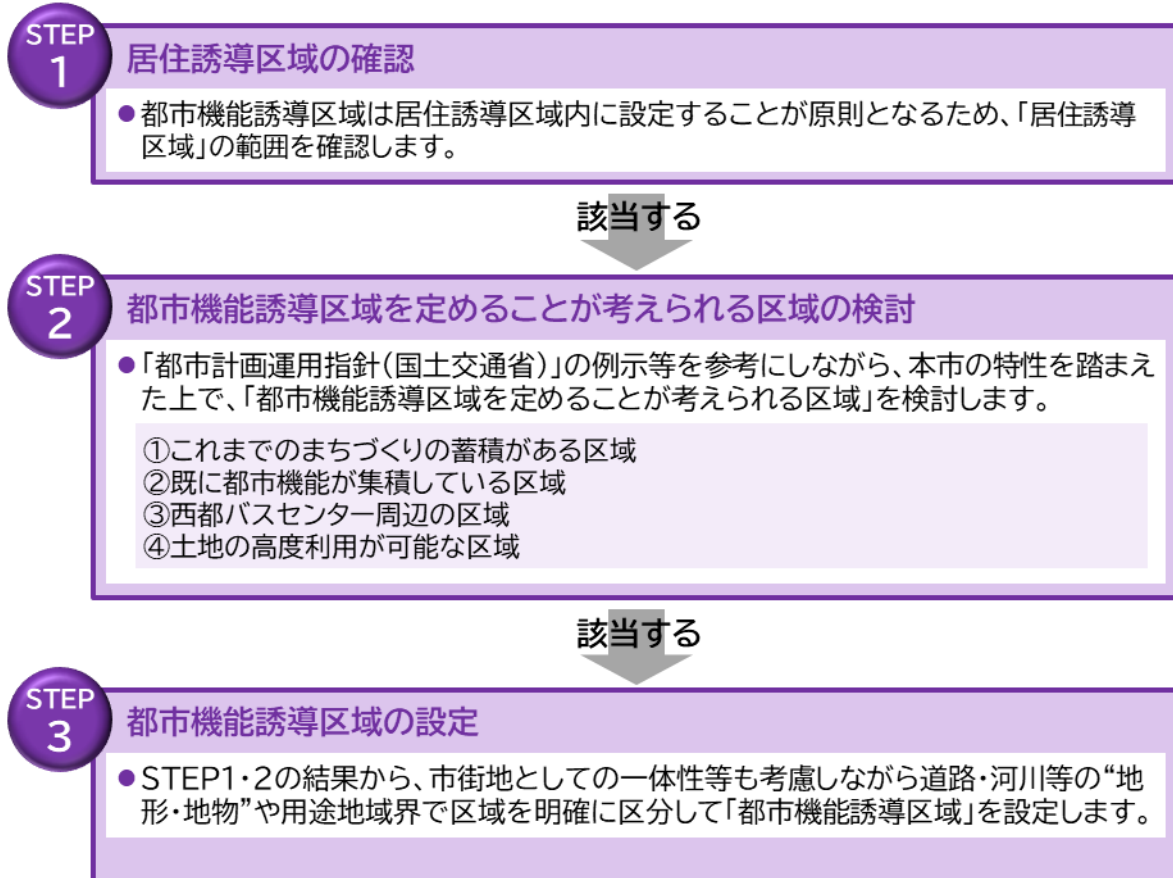 STEP
1
居住誘導区域の確認
●都市機能誘導区域は居住誘導区域内に設定することが原則となるため、「居住誘導
区域」の範囲を確認します。
該当する
STEP
2
都市機能誘導区域を定めることが考えられる区域の検討
●「都市計画運用指針(国土交通省)」の例示等を参考にしながら、本市の特性を踏まえ
た上で、「都市機能誘導区域を定めることが考えられる区域」を検討します。
①これまでのまちづくりの蓄積がある区域
②既に都市機能が集積している区域
③西都バスセンター周辺の区域
④土地の高度利用が可能な区域
該当する
STEP
3
都市機能誘導区域の設定
●STEP1・2の結果から、市街地としての一体性等も考慮しながら道路・河川等の“地
形・地物”や用途地域界で区域を明確に区分して「都市機能誘導区域」を設定します。